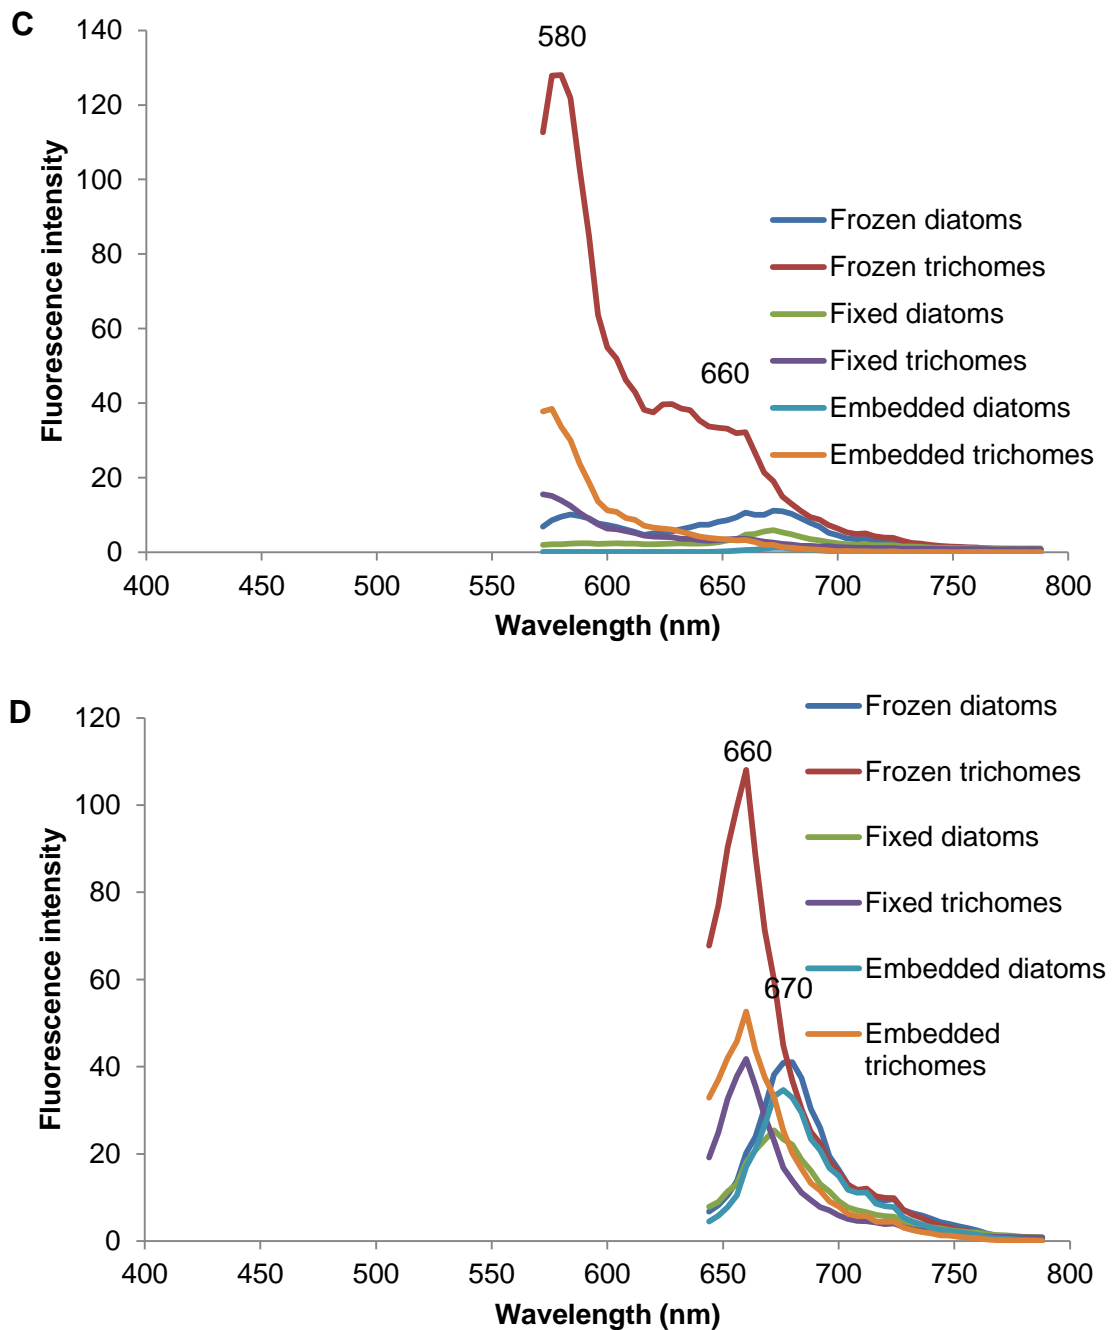 C
140
120
100
80
60
40
20
0
Fluorescence intensity
580
660
Frozen diatoms
Frozen trichomes
Fixed diatoms
Fixed trichomes
Embedded diatoms
Embedded trichomes
400 450 500 550 600 650 700 750 800
Wavelength (nm)
D
120
100
80
60
40
20
0
Fluorescence intensity
660
670
Frozen diatoms
Frozen trichomes
Fixed diatoms
Fixed trichomes
Embedded diatoms
Embedded
trichomes
400 450 500 550 600 650 700 750 800
Wavelength (nm)